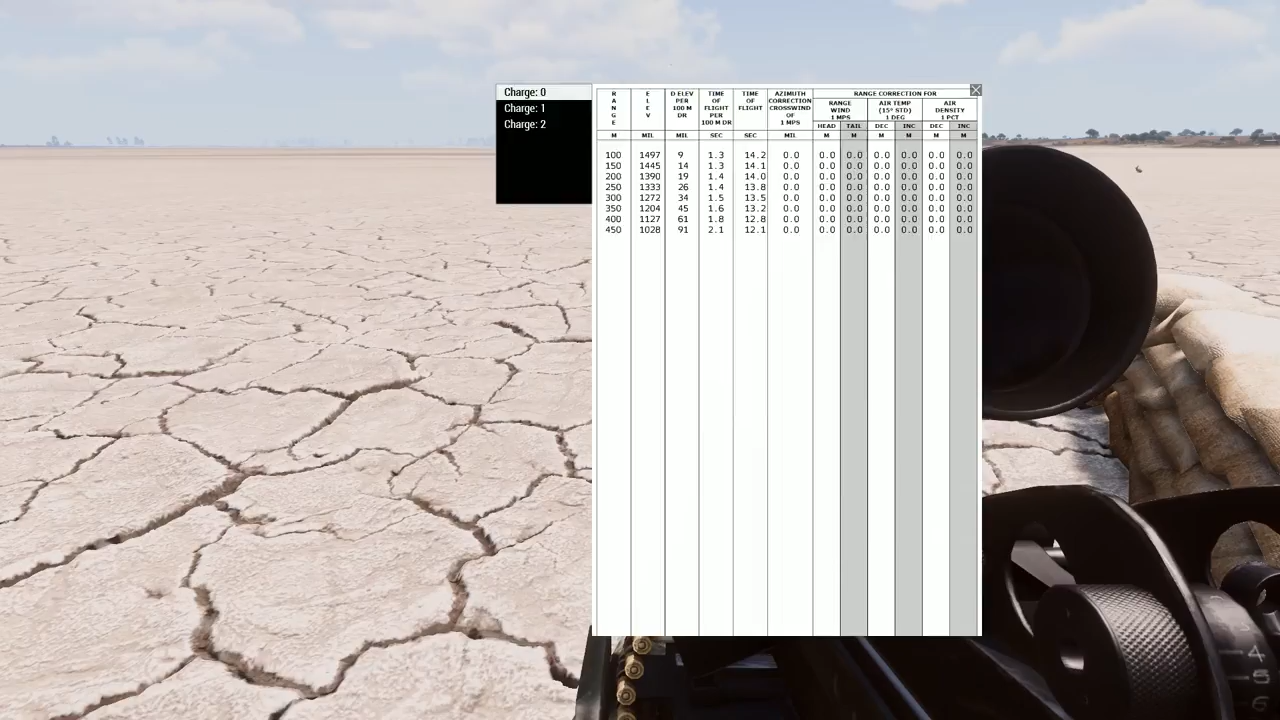 Charge: 0
Charge: 1
Charge: 2
RANGE ELEV D ELEV PER 100 M DR TIME OF FLIGHT PER 100 M DR TIME OF FLIGHT AZIMUTH CORRECTION CROSSWIND OF 1 MPS RANGE CORRECTION FOR
RANGE WIND 1 MPS AIR TEMP (15° STD) 1 DEG AIR DENSITY 1 PCT
HEAD TAIL DEC INC DEC INC
M MIL MIL SEC SEC MIL M M M M M M
100 1497 9 1.3 14.2 0.0 0.0 0.0 0.0 0.0 0.0 0.0
150 1445 14 1.3 14.1 0.0 0.0 0.0 0.0 0.0 0.0 0.0
200 1390 19 1.4 14.0 0.0 0.0 0.0 0.0 0.0 0.0 0.0
250 1333 26 1.4 13.8 0.0 0.0 0.0 0.0 0.0 0.0 0.0
300 1272 34 1.5 13.5 0.0 0.0 0.0 0.0 0.0 0.0 0.0
350 1204 45 1.6 13.2 0.0 0.0 0.0 0.0 0.0 0.0 0.0
400 1127 61 1.8 12.8 0.0 0.0 0.0 0.0 0.0 0.0 0.0
450 1028 91 2.1 12.1 0.0 0.0 0.0 0.0 0.0 0.0 0.0
4
5
6